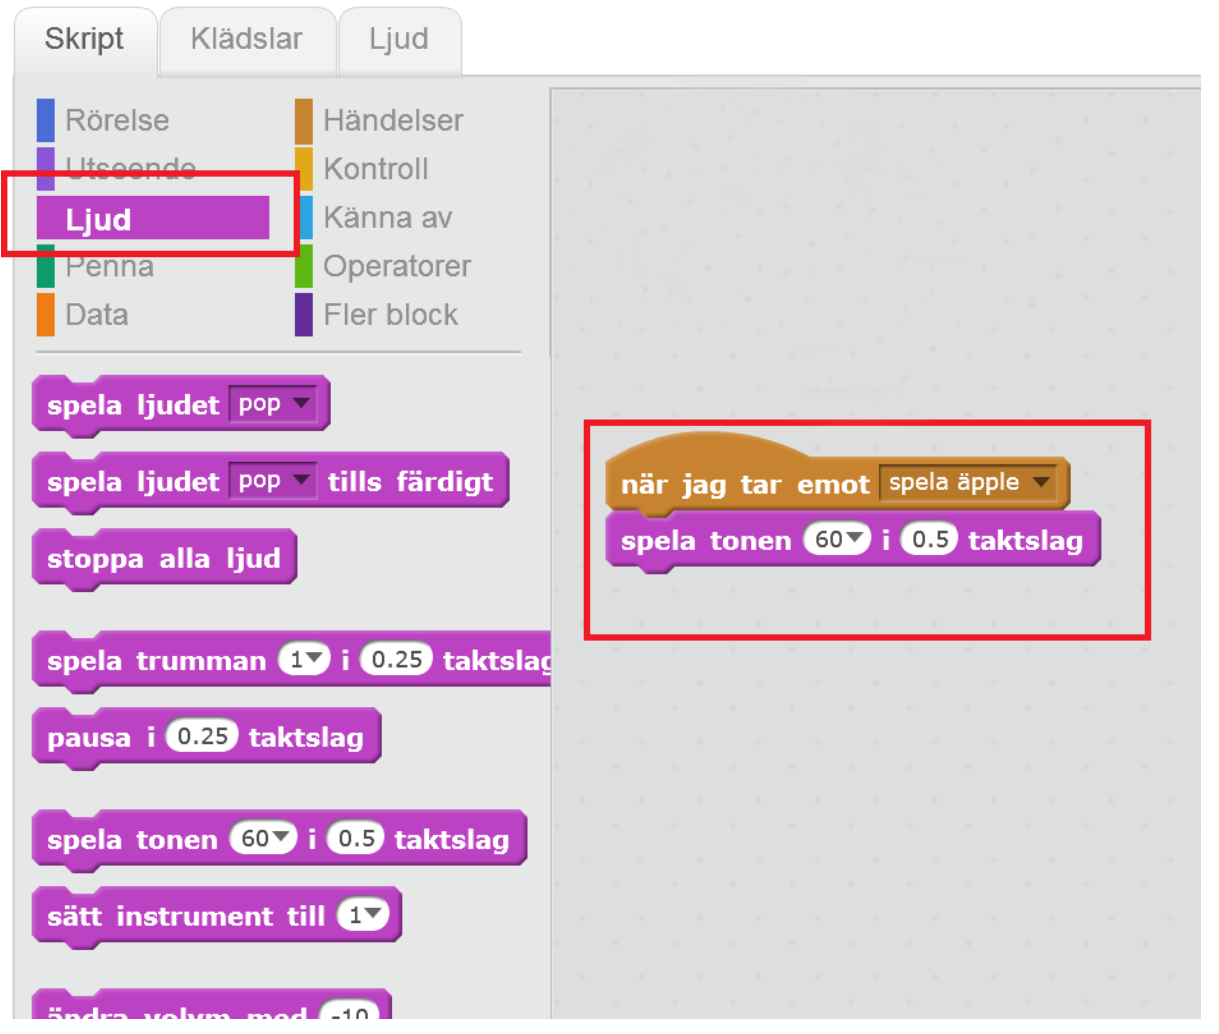 Skript Klädslar Ljud
Rörelse Händelser
Utseende Kontroll
Ljud Känna av
Penna Operatorer
Data Fler block
spela ljudet pop
spela ljudet pop tills färdigt
stoppa alla ljud
spela trumman 1 i 0.25 taktslag
pausa i 0.25 taktslag
spela tonen 60 i 0.5 taktslag
sätt instrument till 1
ändra volym med -10
när jag tar emot spela äpple
spela tonen 60 i 0.5 taktslag